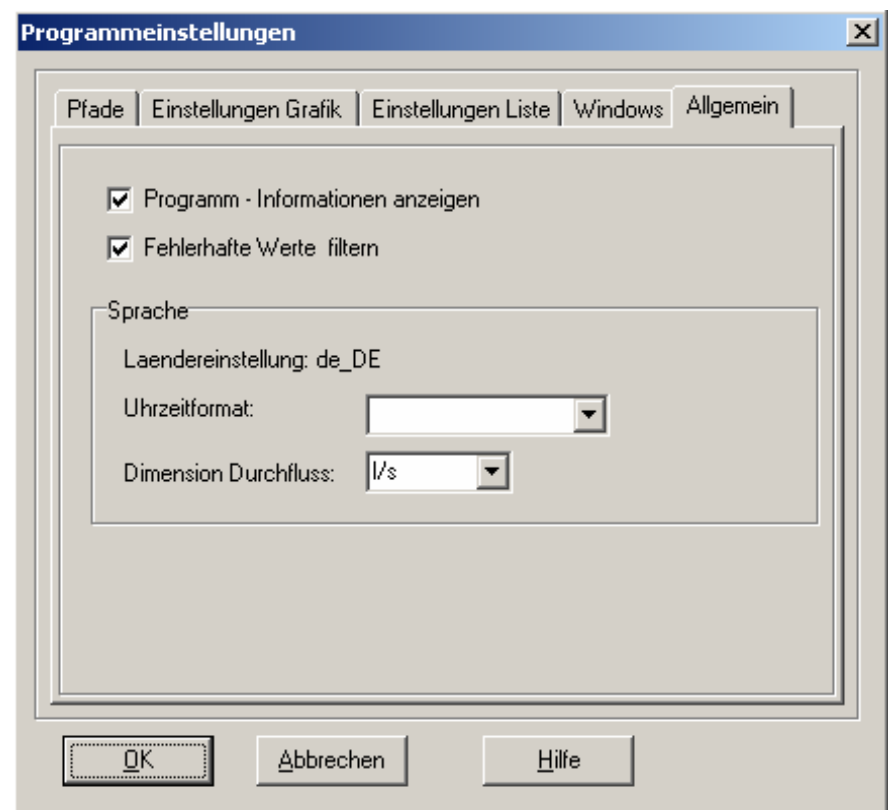 Programmeinstellungen
Pfade Einstellungen Grafik Einstellungen Liste Windows Allgemein
Programm - Informationen anzeigen
Fehlerhafte Werte filtern
Sprache
Laendereinstellung: de_DE
Uhrzeitformat:
Dimension Durchfluss: l/s
OK Abbrechen Hilfe